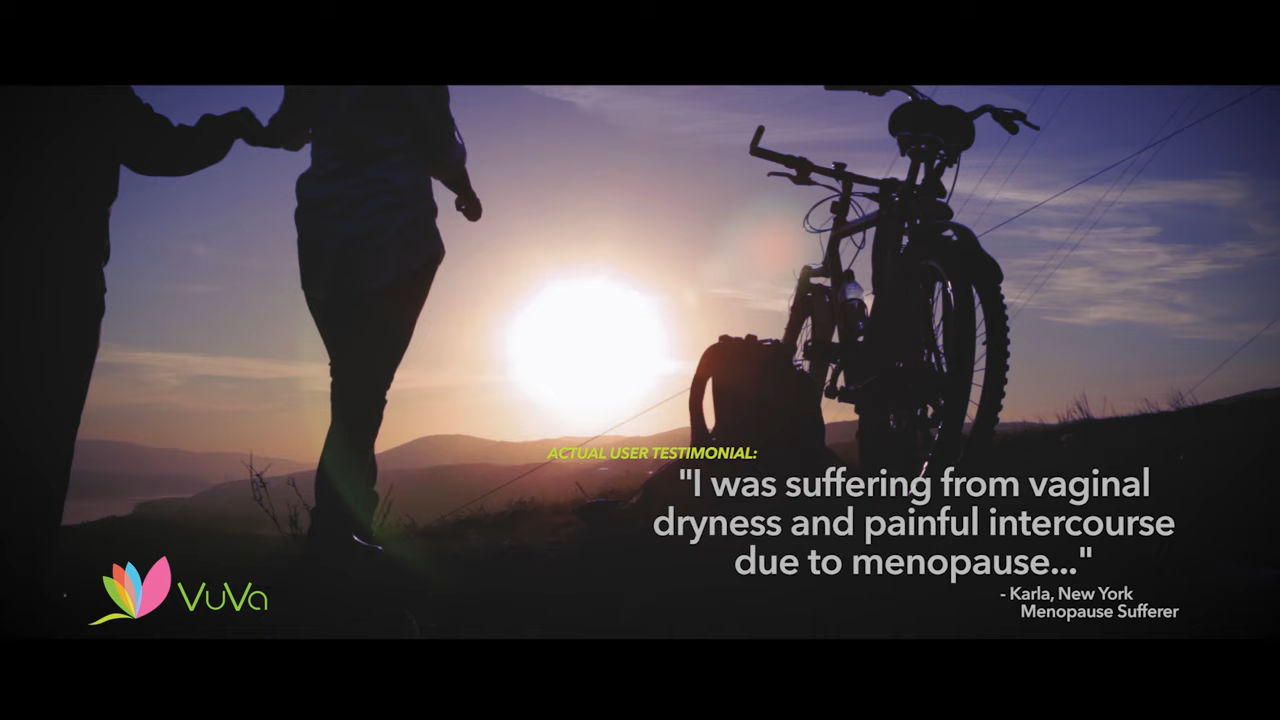 ACTUAL USER TESTIMONIAL:
"I was suffering from vaginal
dryness and painful intercourse
due to menopause..."
- Karla, New York
Menopause Sufferer
VuVa